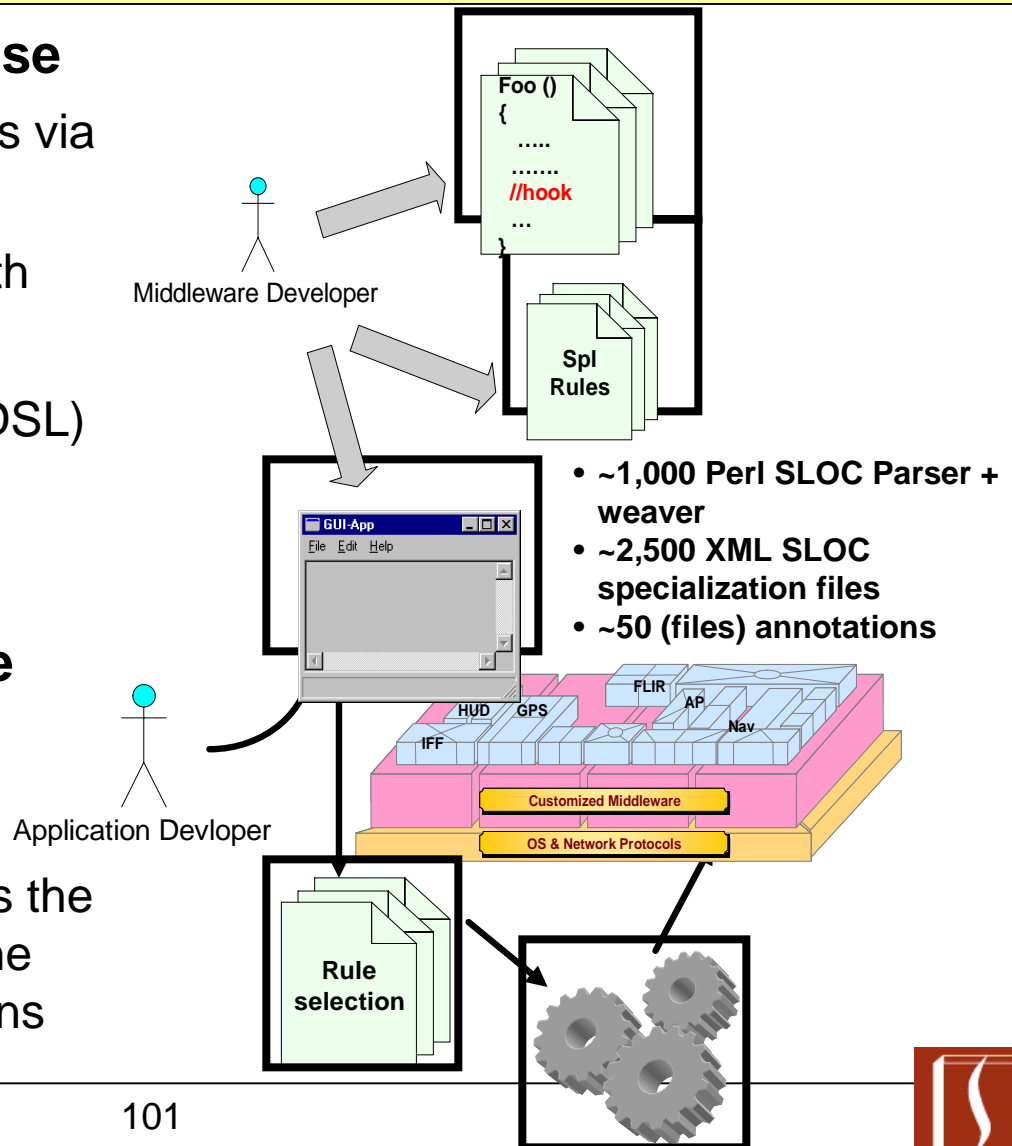 se
s via
th
OSL)
e
s the
ne
ns
Foo ()
{
.....
.......
//hook
...
}
Middleware Developer
Spl
Rules
• ~1,000 Perl SLOC Parser +
weaver
• ~2,500 XML SLOC
specialization files
• ~50 (files) annotations
GUI-App
File Edit Help
FLIR
AP
HUD GPS
Nav
IFF
Customized Middleware
OS & Network Protocols
Application Devloper
Rule
selection
101